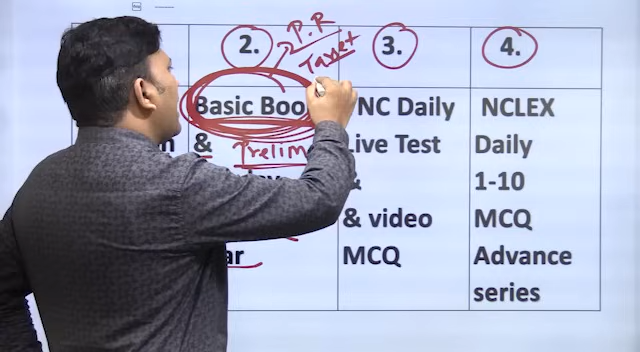 2.
P.R
Target
3.
4.
Basic Boo
&
Prelim
ar
NC Daily
Live Test
&
& video
MCQ
NCLEX
Daily
1-10
MCQ
Advance
series